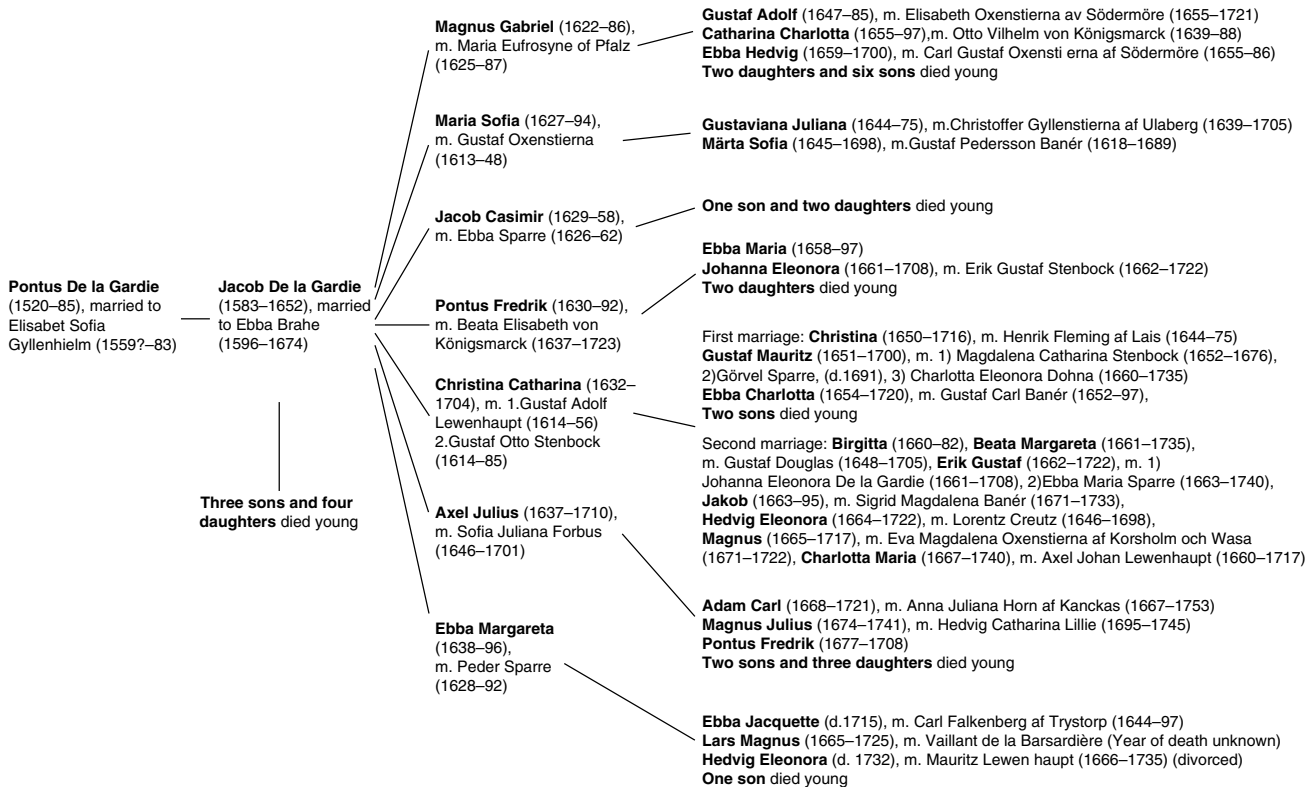 Pontus De la Gardie
(1520–85), married to
Elisabet Sofia
Gyllenhielm (1559?–83)
Jacob De la Gardie
(1583–1652), married
to Ebba Brahe
(1596–1674)
Three sons and four
daughters died young
Magnus Gabriel (1622–86),
m. Maria Eufrosyne of Pfalz
(1625–87)
Gustaf Adolf (1647–85), m. Elisabeth Oxenstierna av Södermöre (1655–1721)
Catharina Charlotta (1655–97),m. Otto Vilhelm von Königsmarck (1639–88)
Ebba Hedvig (1659–1700), m. Carl Gustaf Oxensti erna af Södermöre (1655–86)
Two daughters and six sons died young
Maria Sofia (1627–94),
m. Gustaf Oxenstierna
(1613–48)
Gustaviana Juliana (1644–75), m.Christoffer Gyllenstierna af Ulaberg (1639–1705)
Märta Sofia (1645–1698), m.Gustaf Pedersson Banér (1618–1689)
Jacob Casimir (1629–58),
m. Ebba Sparre (1626–62)
One son and two daughters died young
Pontus Fredrik (1630–92),
m. Beata Elisabeth von
Königsmarck (1637–1723)
Ebba Maria (1658–97)
Johanna Eleonora (1661–1708), m. Erik Gustaf Stenbock (1662–1722)
Two daughters died young
Christina Catharina (1632–
1704), m. 1.Gustaf Adolf
Lewenhaupt (1614–56)
2.Gustaf Otto Stenbock
(1614–85)
First marriage: Christina (1650–1716), m. Henrik Fleming af Lais (1644–75)
Gustaf Mauritz (1651–1700, m. 1) Magdalena Catharina Stenbock (1652–1676),
2)Görvel Sparre, (d.1691), 3) Charlotta Eleonora Dohna (1660–1735)
Ebba Charlotta (1654–1720), m. Gustaf Carl Banér (1652–97),
Two sons died young
Second marriage: Birgitta (1660–82), Beata Margareta (1661–1735),
m. Gustaf Douglas (1648–1705), Erik Gustaf (1662–1722), m. 1)
Johanna Eleonora De la Gardie (1661–1708), 2)Ebba Maria Sparre (1663–1740),
Jakob (1663–95), m. Sigrid Magdalena Banér (1671–1733),
Hedvig Eleonora (1664–1722), m. Lorentz Creutz (1646–1698),
Magnus (1665–1717), m. Eva Magdalena Oxenstierna af Korsholm och Wasa
(1671–1722), Charlotta Maria (1667–1740), m. Axel Johan Lewenhaupt (1660–1717)
Axel Julius (1637–1710),
m. Sofia Juliana Forbus
(1646–1701)
Adam Carl (1668–1721), m. Anna Juliana Horn af Kanckas (1667–1753)
Magnus Julius (1674–1741), m. Hedvig Catharina Lillie (1695–1745)
Pontus Fredrik (1677–1708)
Two sons and three daughters died young
Ebba Margareta
(1638–96),
m. Peder Sparre
(1628–92)
Ebba Jacquette (d.1715), m. Carl Falkenberg af Trystorp (1644–97)
Lars Magnus (1665–1725), m. Vaillant de la Barsardière (Year of death unknown)
Hedvig Eleonora (d. 1732), m. Mauritz Lewen haupt (1666–1735) (divorced)
One son died young